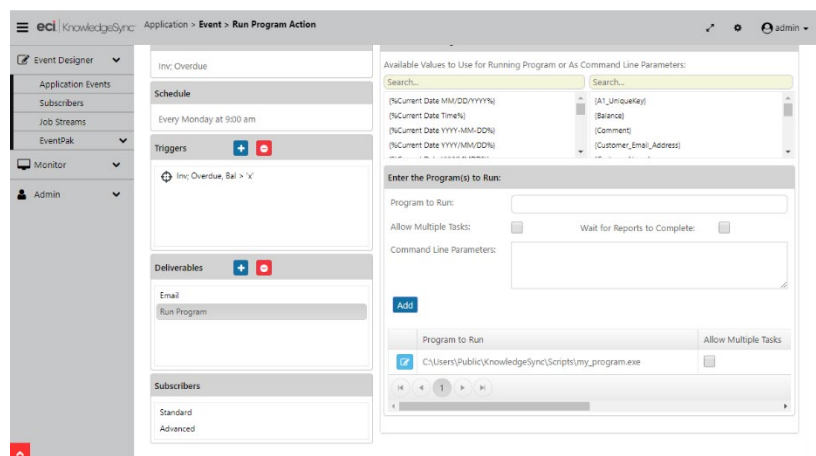 eci KnowledgeSync
Application > Event > Run Program Action
admin
Event Designer
Application Events
Subscribers
Job Streams
EventPak
Monitor
Admin
Inv; Overdue
Schedule
Every Monday at 9:00 am
Triggers
Inv; Overdue, Bal > 'x'
Deliverables
Email
Run Program
Subscribers
Standard
Advanced
Available Values to Use for Running Program or As Command Line Parameters:
Search...
Search...
{%Current Date MM/DD/YYYY%}
{%Current Date Time%}
{%Current Date YYYY-MM-DD%}
{%Current Date YYYY/MM/DD%}
{A1_UniqueKey}
{Balance}
{Comment}
{Customer_Email_Address}
Enter the Program(s) to Run:
Program to Run:
Allow Multiple Tasks:
Wait for Reports to Complete:
Command Line Parameters:
Add
Program to Run
Allow Multiple Tasks
C:\Users\Public\KnowledgeSync\Scripts\my_program.exe
1